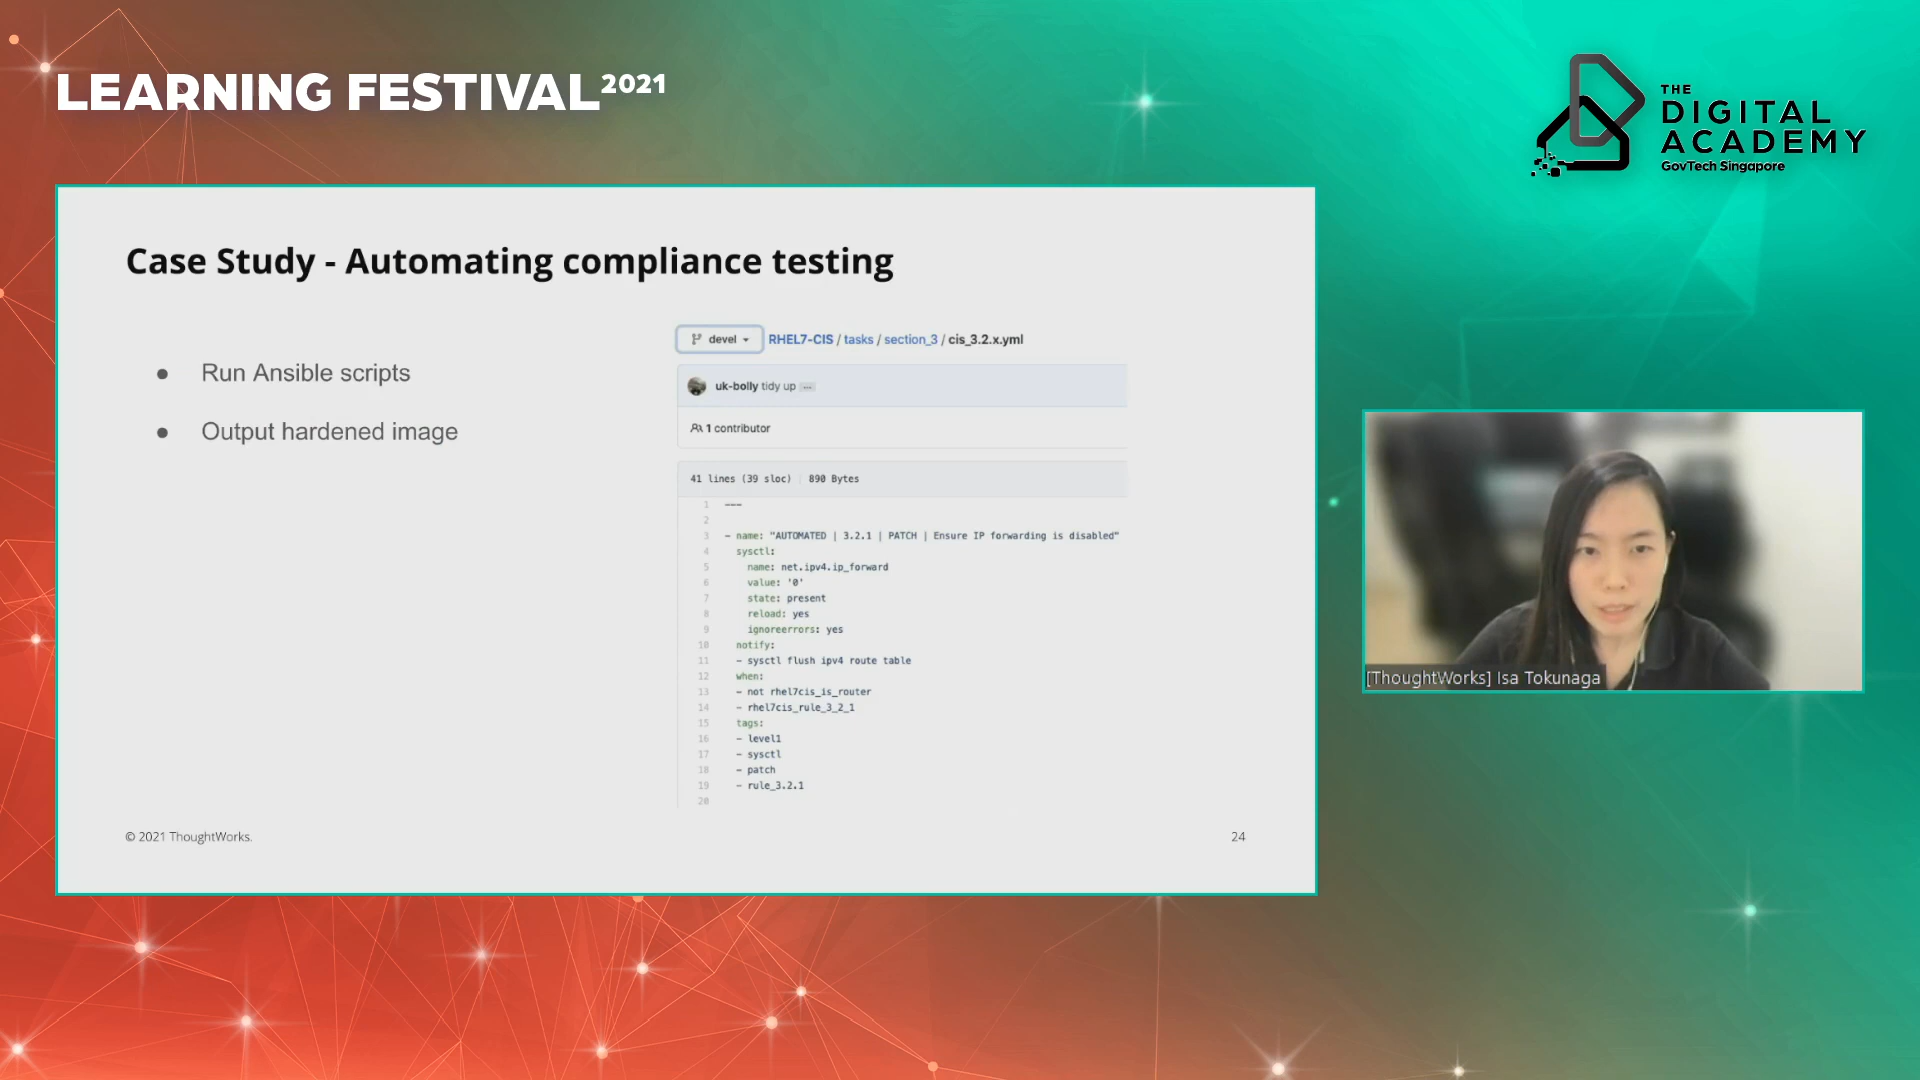 LEARNING FESTIVAL 2021
THE
DIGITAL
ACADEMY
GovTech Singapore
Case Study - Automating compliance testing
● Run Ansible scripts
● Output hardened image
devel RHEL7-CIS / tasks / section_3 / cis_3.2.x.yml
uk-bolly tidy up ...
1 contributor
41 lines (39 sloc) 890 Bytes
1 ---
2
3 - name: "AUTOMATED | 3.2.1 | PATCH | Ensure IP forwarding is disabled"
4 sysctl:
5 name: net.ipv4.ip_forward
6 value: '0'
7 state: present
8 reload: yes
9 ignoreerrors: yes
10 notify:
11 - sysctl flush ipv4 route table
12 when:
13 - not rhel7cis_is_router
14 - rhel7cis_rule_3_2_1
15 tags:
16 - level1
17 - sysctl
18 - patch
19 - rule_3.2.1
20
© 2021 ThoughtWorks.
24
[ThoughtWorks] Isa Tokunaga